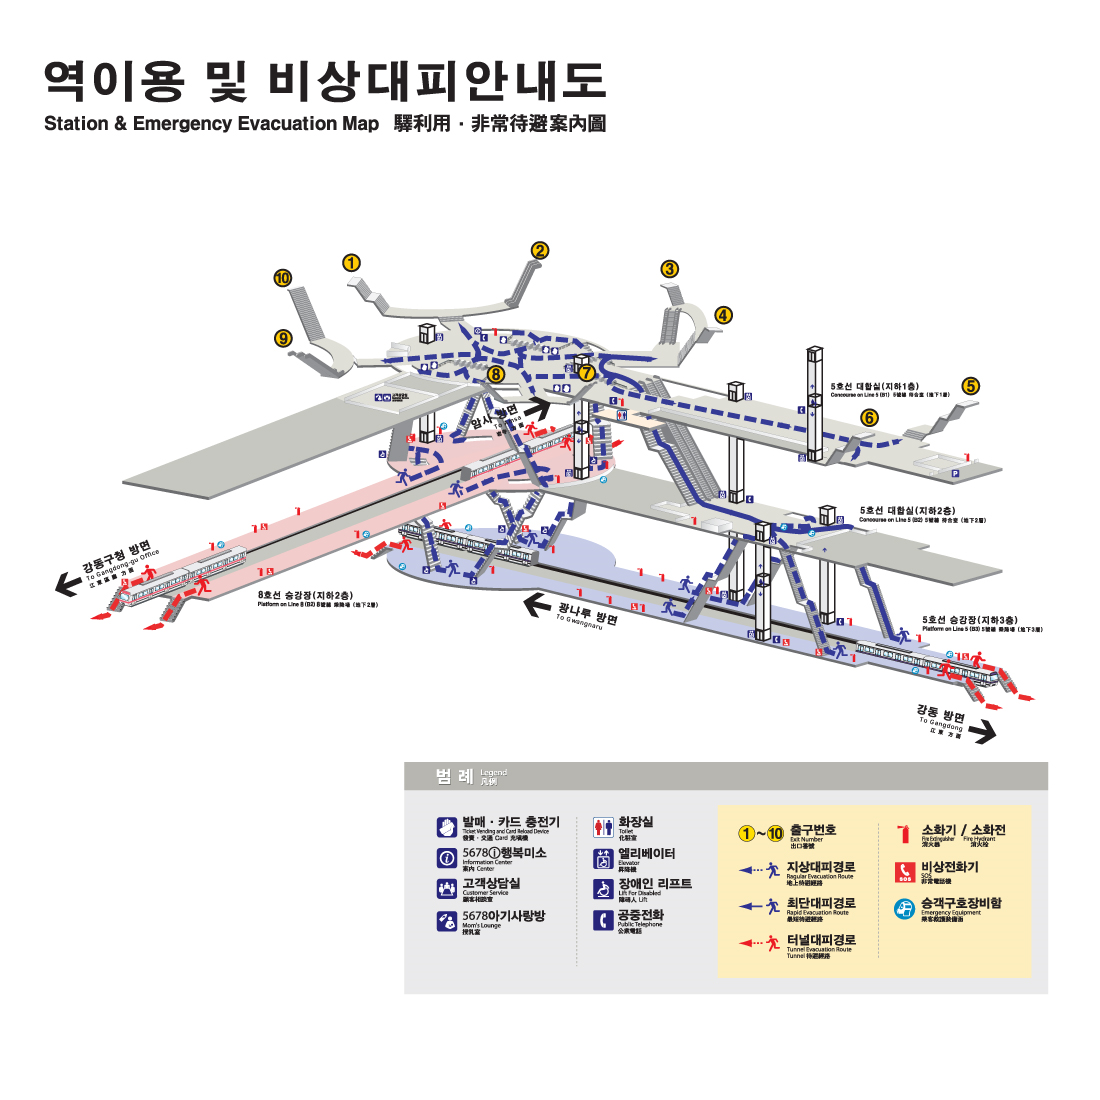 역이용 및 비상대피안내도
Station & Emergency Evacuation Map 驛利用 · 非常待避案內圖
1
2
3
4
5
6
7
8
9
10
5호선 대합실(지하1층)
Concourse on Line 5 (B1) 5號線 待合室 (地下1層)
암사 방면
5호선 대합실(지하2층)
Concourse on Line 5 (B2) 5號線 待合室 (地下2層)
강동구청 방면
To Gangdong-gu Office
江東區廳 方面
8호선 승강장(지하2층)
Platform on Line 8 (B2) 8號線 乘降場 (地下2層)
광나루 방면
To Gwangnaru
5호선 승강장(지하3층)
Platform on Line 5 (B3) 5號線 乘降場 (地下3層)
강동 방면
To Gangdong
江東 方面
범 례 Legend 凡例
발매 · 카드 충전기
Ticket Vending and Card Reload Device
發賣 · 交通 Card 充塡機
5678ⓘ행복미소
Information Center
案內 Center
고객상담실
Customer Service
顧客相談室
5678아기사랑방
Mom's Lounge
授乳室
화장실
Toilet
化粧室
엘리베이터
Elevator
昇降機
장애인 리프트
Lift For Disabled
障碍人 Lift
공중전화
Public Telephone
公衆電話
1~10 출구번호
Exit Number
出口番號
지상대피경로
Regular Evacuation Route
地上待避經路
최단대피경로
Rapid Evacuation Route
最短待避經路
터널대피경로
Tunnel Evacuation Route
Tunnel 待避經路
소화기 / 소화전
Fire Extinguisher Fire Hydrant
消火器 消火栓
SOS
비상전화기
SOS
非常電話機
승객구호장비함
Emergency Equipment
乘客救護裝備函